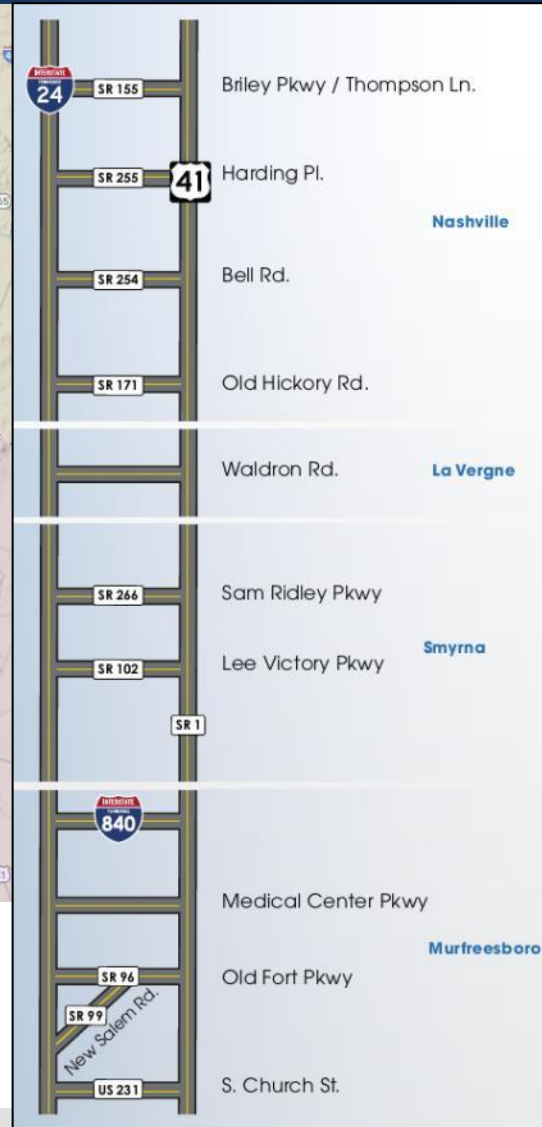 INTERSTATE
24
SR 155
Briley Pkwy / Thompson Ln.
SR 255
41
Harding Pl.
Nashville
SR 254
Bell Rd.
SR 171
Old Hickory Rd.
Waldron Rd.
La Vergne
SR 266
Sam Ridley Pkwy
Smyrna
SR 102
Lee Victory Pkwy
SR 1
INTERSTATE
840
Medical Center Pkwy
Murfreesboro
SR 96
Old Fort Pkwy
SR 99
New Salem Rd.
US 231
S. Church St.